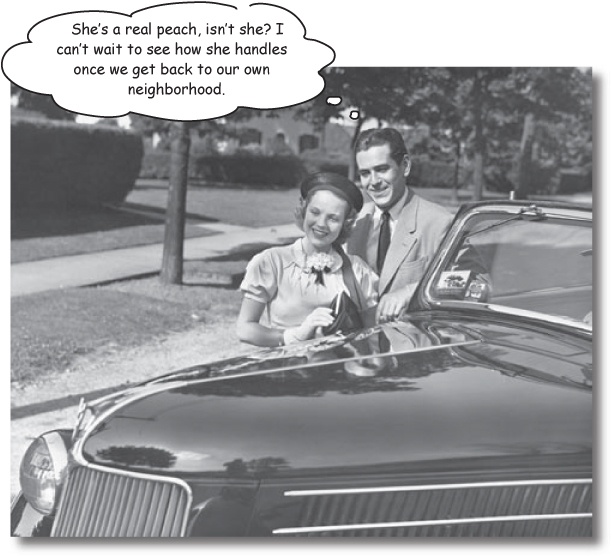 She's a real peach, isn't she? I
can't wait to see how she handles
once we get back to our own
neighborhood.